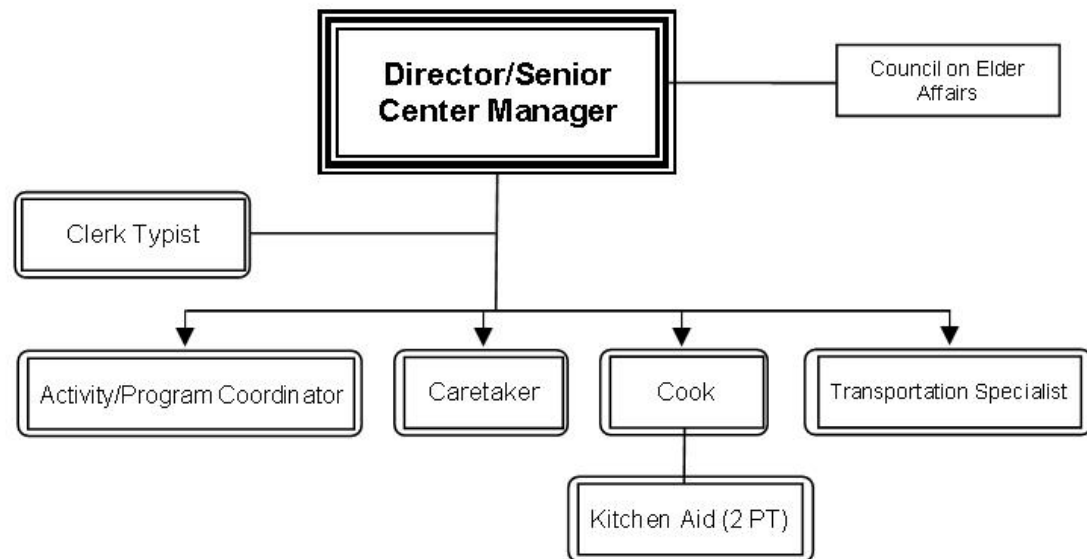 Director/Senior
Center Manager
Council on Elder
Affairs
Clerk Typist
Activity/Program Coordinator
Caretaker
Cook
Transportation Specialist
Kitchen Aid (2 PT)